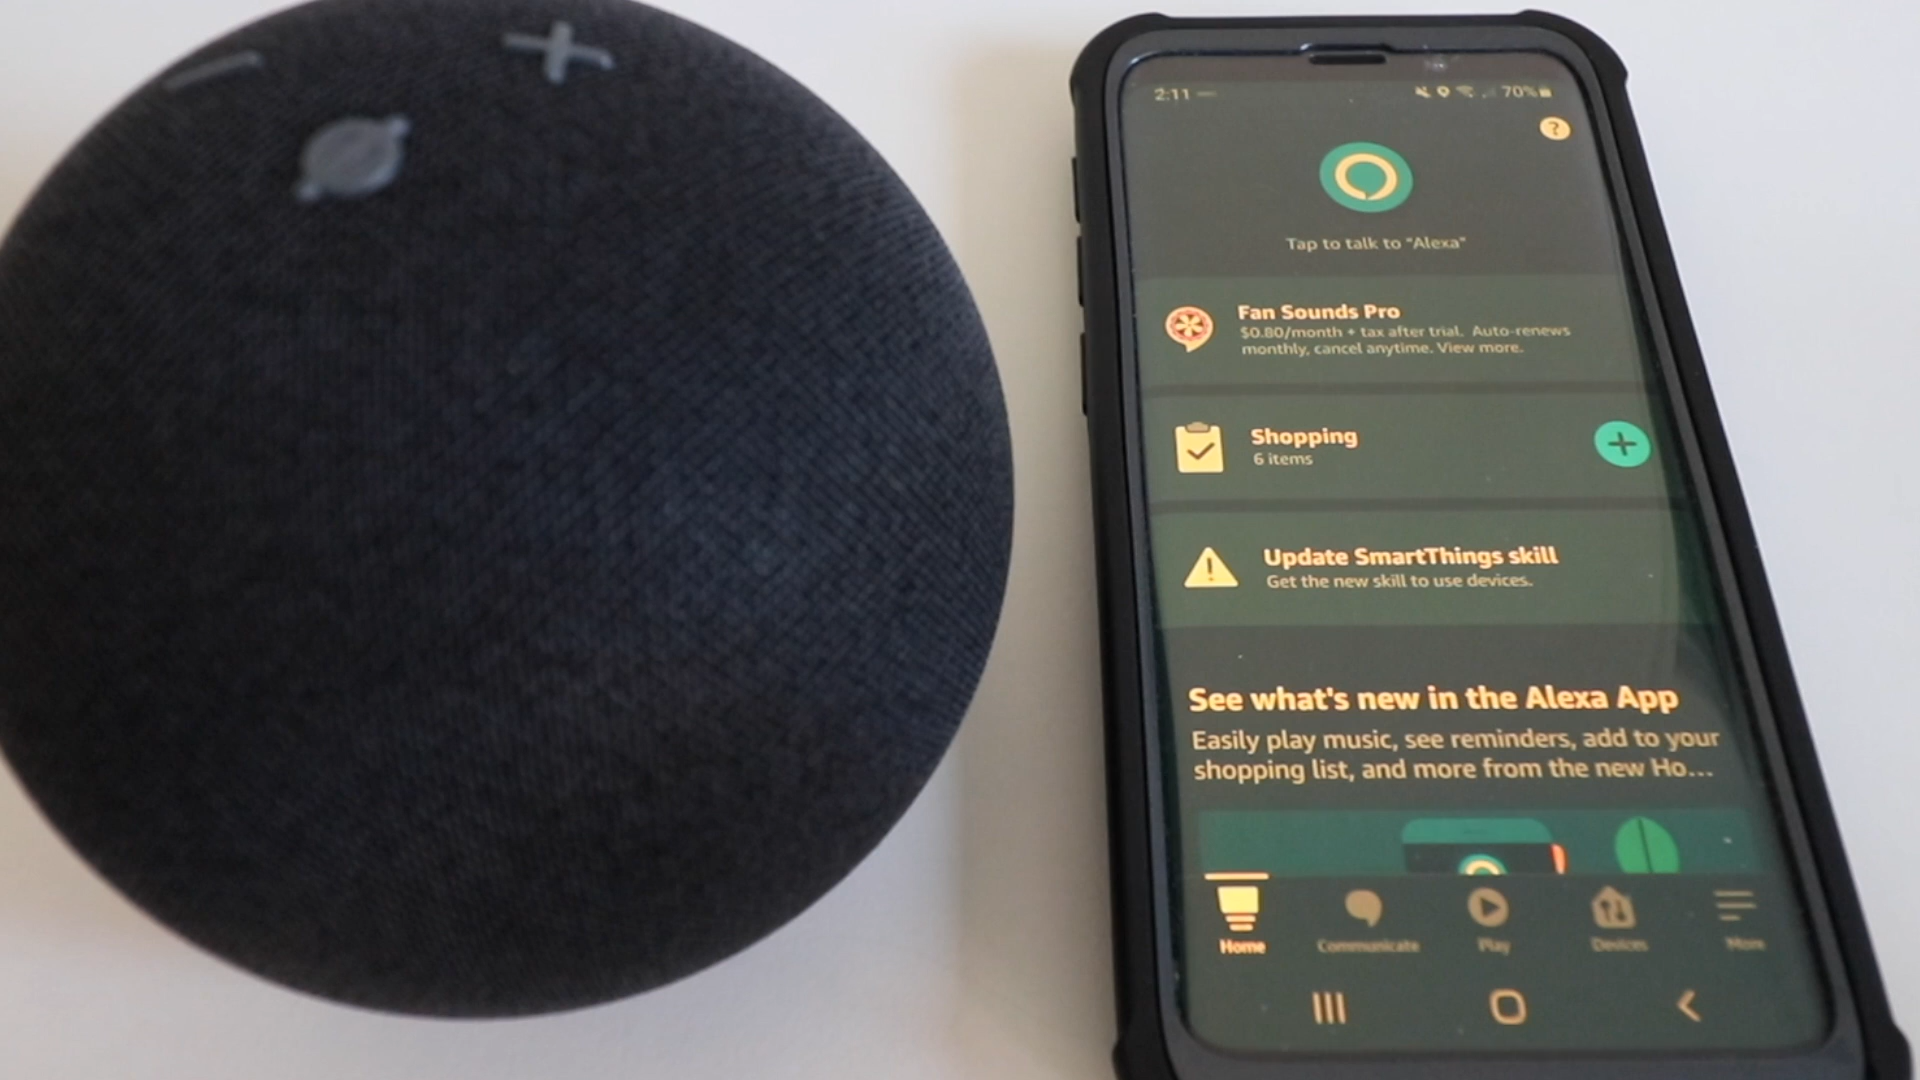 2:11
70%
?
Tap to talk to "Alexa"
Fan Sounds Pro
$0.80/month + tax after trial. Auto-renews
monthly, cancel anytime. View more.
Shopping
6 items
Update SmartThings skill
Get the new skill to use devices.
See what's new in the Alexa App
Easily play music, see reminders, add to your
shopping list, and more from the new Ho...
Home
Communicate
Play
Devices
More